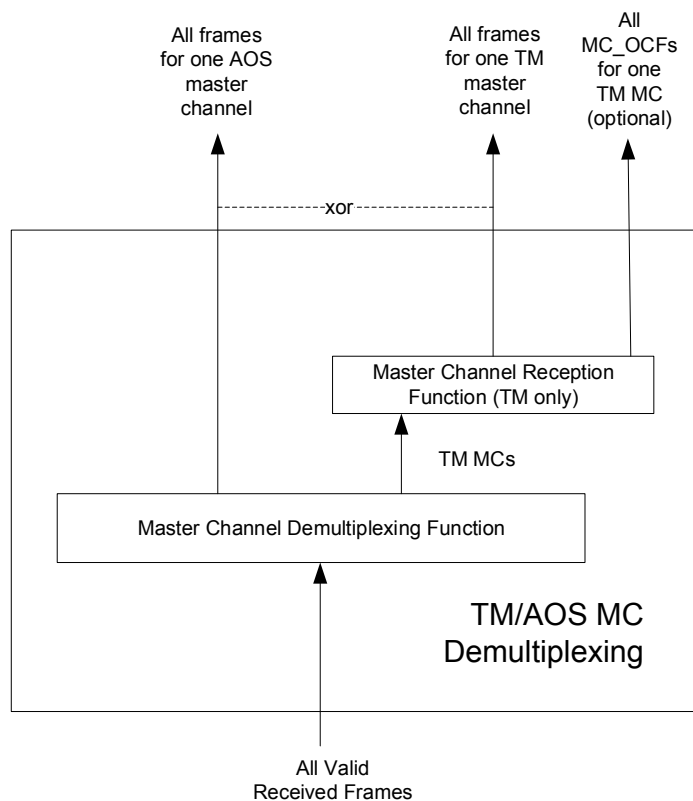 All frames
for one AOS
master
channel
All frames
for one TM
master
channel
All
MC_OCFs
for one
TM MC
(optional)
xor
Master Channel Reception
Function (TM only)
TM MCs
Master Channel Demultiplexing Function
TM/AOS MC
Demultiplexing
All Valid
Received Frames